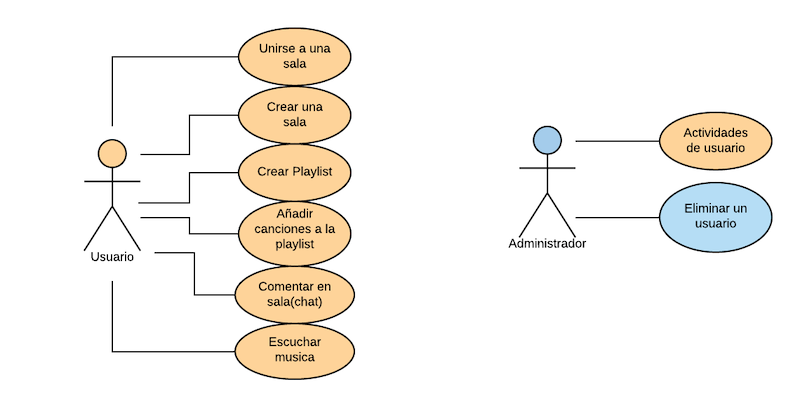 Unirse a una
sala
Crear una
sala
Crear Playlist
Añadir
canciones a la
playlist
Usuario
Comentar en
sala(chat)
Escuchar
musica
Actividades
de usuario
Eliminar un
usuario
Administrador